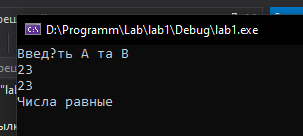 D:\Programm\Lab\lab1\Debug\lab1.exe
Введ?ть А та В
23
23
Числа равные